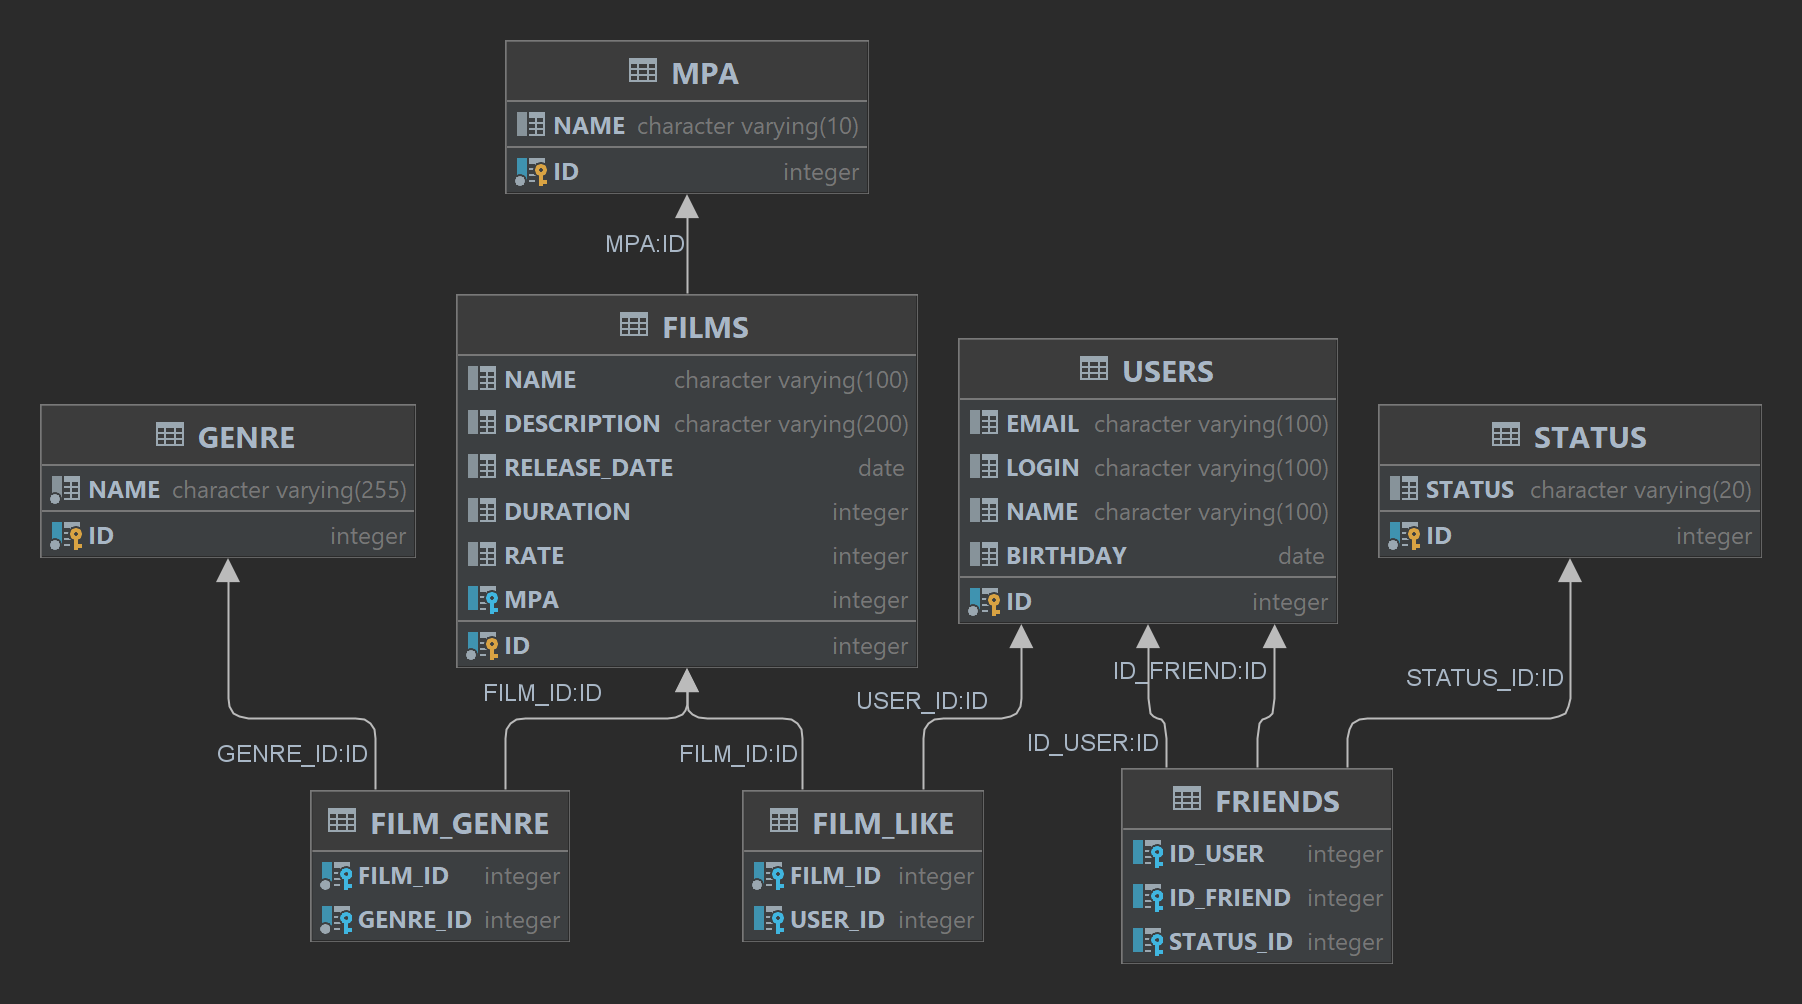 MPA
NAME character varying(10)
ID integer
MPA:ID
FILMS
NAME character varying(100)
DESCRIPTION character varying(200)
RELEASE_DATE date
DURATION integer
RATE integer
MPA integer
ID integer
USERS
EMAIL character varying(100)
LOGIN character varying(100)
NAME character varying(100)
BIRTHDAY date
ID integer
GENRE
NAME character varying(255)
ID integer
STATUS
STATUS character varying(20)
ID integer
FILM_ID:ID
USER_ID:ID
ID_FRIEND:ID
STATUS_ID:ID
GENRE_ID:ID
FILM_ID:ID
ID_USER:ID
FILM_GENRE
FILM_ID integer
GENRE_ID integer
FILM_LIKE
FILM_ID integer
USER_ID integer
FRIENDS
ID_USER integer
ID_FRIEND integer
STATUS_ID integer